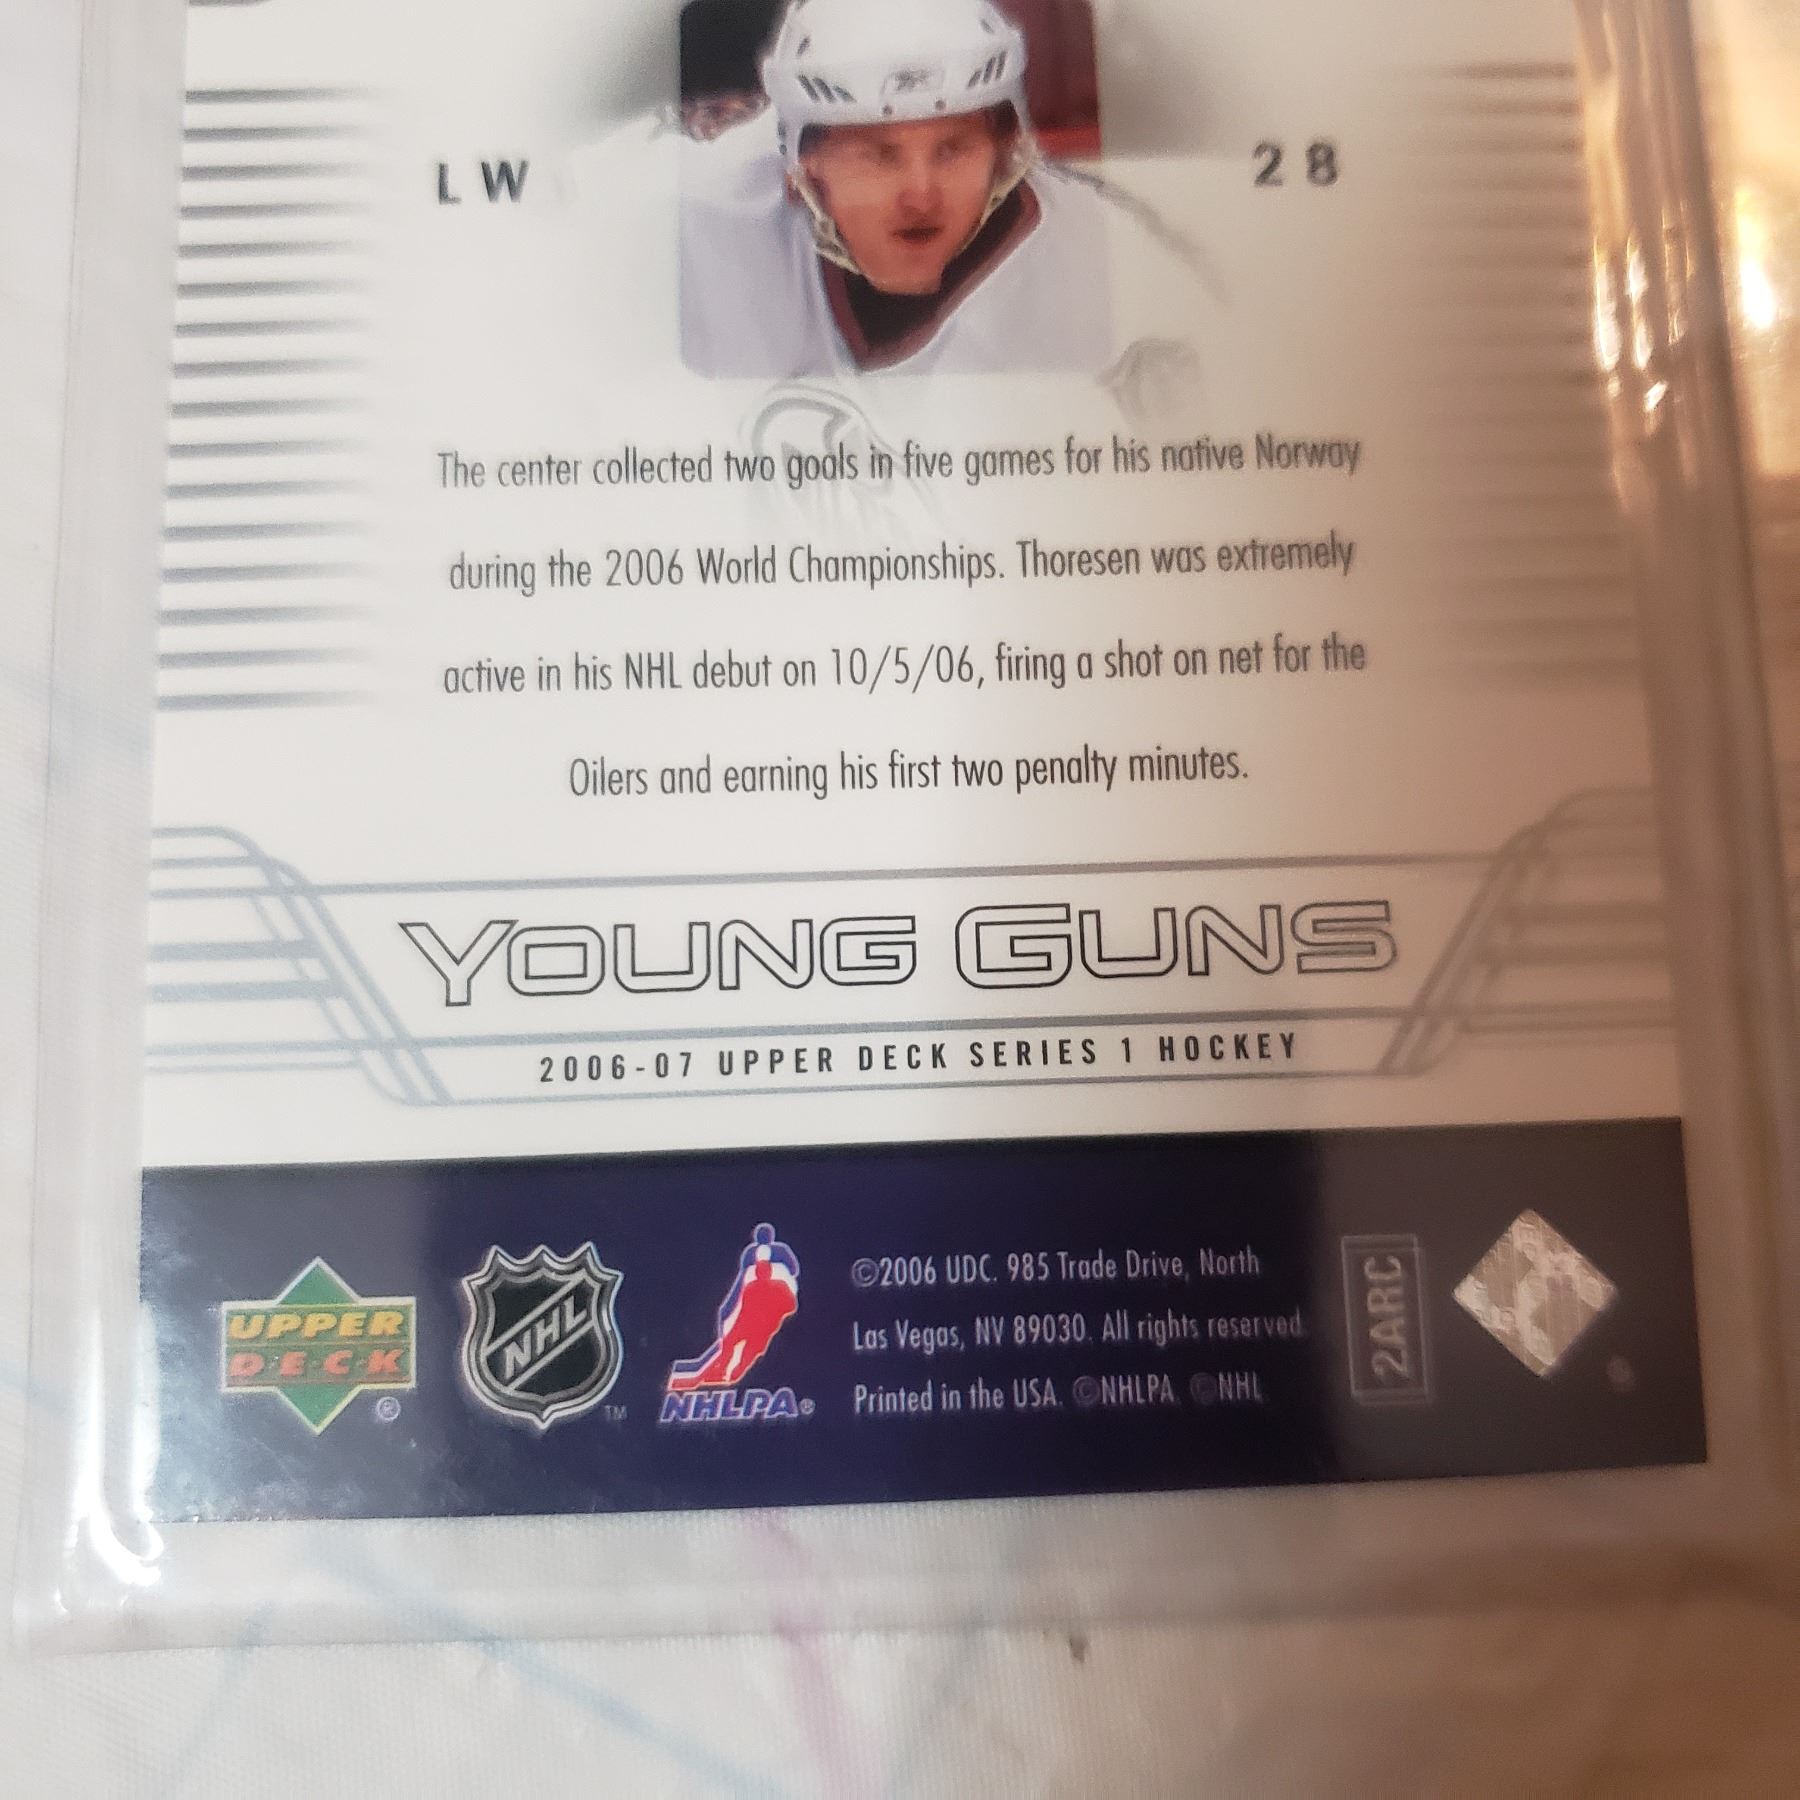 LW 28
The center collected two goals in five games for his native Norway
during the 2006 World Championships. Thoresen was extremely
active in his NHL debut on 10/5/06, firing a shot on net for the
Oilers and earning his first two penalty minutes.
YOUNG GUNS
2006-07 UPPER DECK SERIES 1 HOCKEY
UPPER
DECK
®
NHL
TM
NHLPA®
©2006 UDC. 985 Trade Drive, North
Las Vegas, NV 89030. All rights reserved.
Printed in the USA. ©NHLPA. ©NHL
2ARC